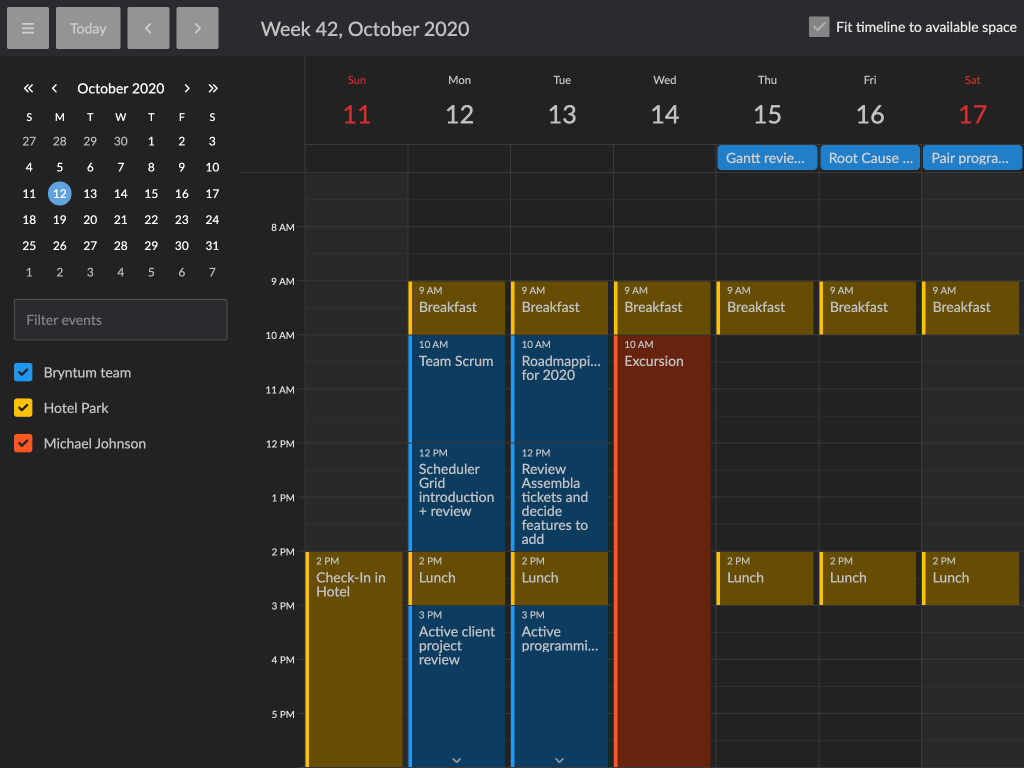 Today
Week 42, October 2020
Fit timeline to available space
October 2020
S M T W T F S
27 28 29 30 1 2 3
4 5 6 7 8 9 10
11 12 13 14 15 16 17
18 19 20 21 22 23 24
25 26 27 28 29 30 31
1 2 3 4 5 6 7
Filter events
Bryntum team
Hotel Park
Michael Johnson
Sun Mon Tue Wed Thu Fri Sat
11 12 13 14 15 16 17
Gantt revie... Root Cause ... Pair progra...
8 AM
9 AM
10 AM
11 AM
12 PM
1 PM
2 PM
3 PM
4 PM
5 PM
2 PM
Check-In in
Hotel
9 AM
Breakfast
10 AM
Team Scrum
12 PM
Scheduler
Grid
introduction
+ review
2 PM
Lunch
3 PM
Active client
project
review
9 AM
Breakfast
10 AM
Roadmappi...
for 2020
12 PM
Review
Assembla
tickets and
decide
features to
add
2 PM
Lunch
3 PM
Active
programmi...
9 AM
Breakfast
10 AM
Excursion
9 AM
Breakfast
2 PM
Lunch
9 AM
Breakfast
2 PM
Lunch
9 AM
Breakfast
2 PM
Lunch